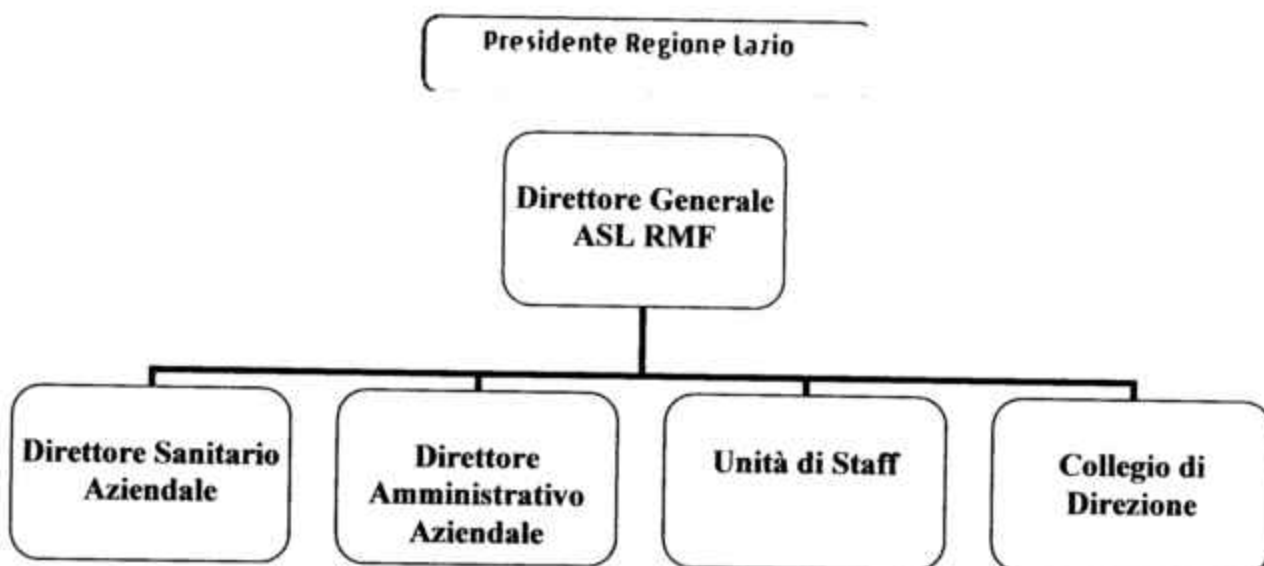 Presidente Regione Lazio
Direttore Generale
ASL RMF
Direttore Sanitario
Aziendale
Direttore
Amministrativo
Aziendale
Unità di Staff
Collegio di
Direzione